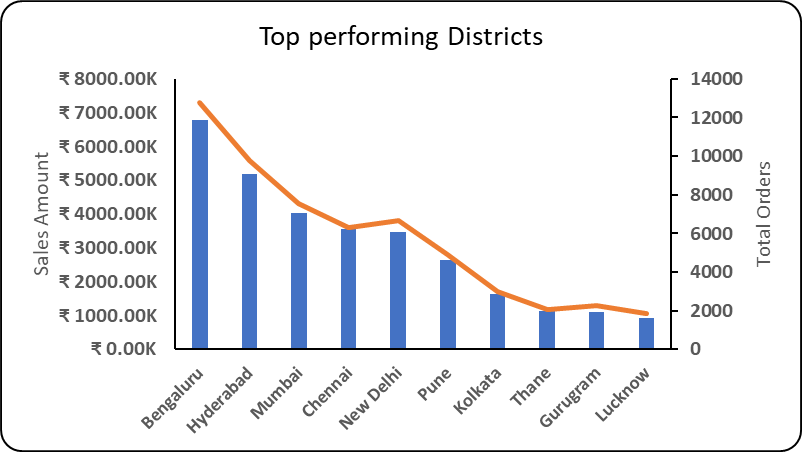 Top performing Districts
Sales Amount
₹ 8000.00K
₹ 7000.00K
₹ 6000.00K
₹ 5000.00K
₹ 4000.00K
₹ 3000.00K
₹ 2000.00K
₹ 1000.00K
₹ 0.00K
14000
12000
10000
8000
6000
4000
2000
0
Total Orders
Bengaluru
Hyderabad
Mumbai
Chennai
New Delhi
Pune
Kolkata
Thane
Gurugram
Lucknow